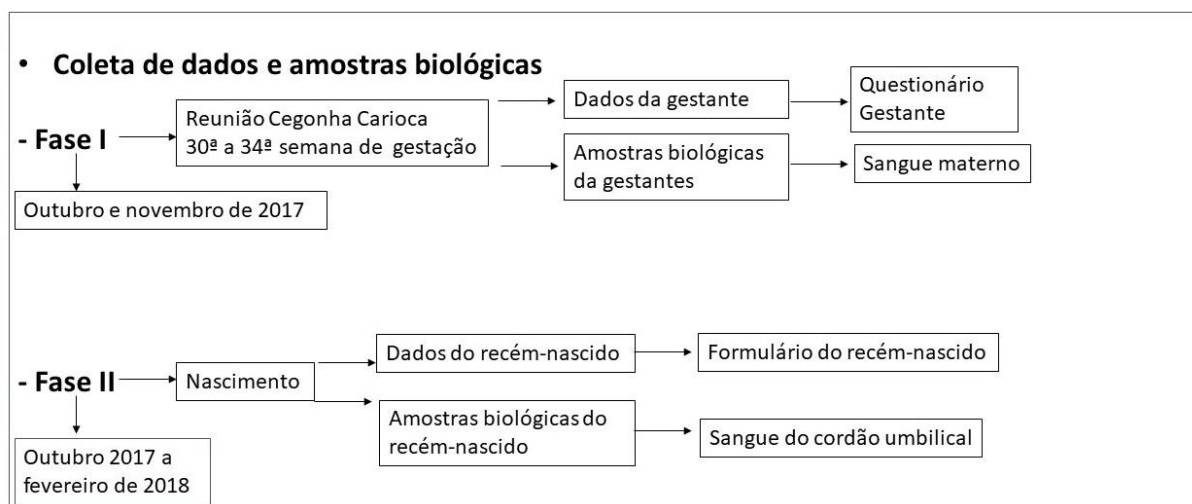 • Coleta de dados e amostras biológicas
- Fase I
Reunião Cegonha Carioca
30ª a 34ª semana de gestação
Dados da gestante
Questionário
Gestante
Amostras biológicas
da gestantes
Sangue materno
Outubro e novembro de 2017
- Fase II
Nascimento
Dados do recém-nascido
Formulário do recém-nascido
Amostras biológicas do
recém-nascido
Sangue do cordão umbilical
Outubro 2017 a
fevereiro de 2018